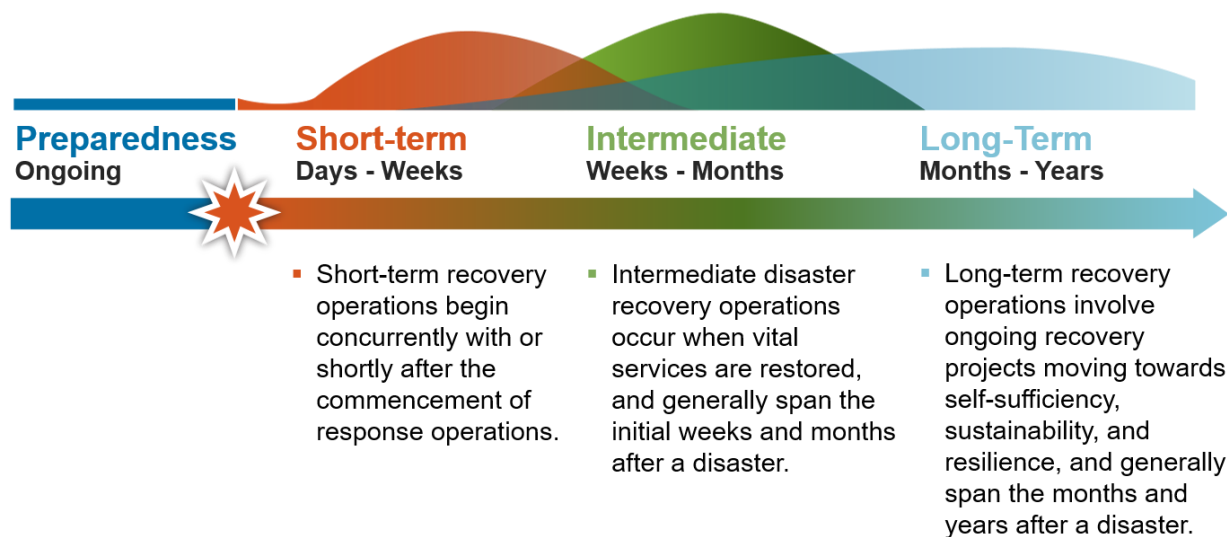 Preparedness
Ongoing
Short-term
Days - Weeks
Intermediate
Weeks - Months
Long-Term
Months - Years
▪ Short-term recovery
operations begin
concurrently with or
shortly after the
commencement of
response operations.
▪ Intermediate disaster
recovery operations
occur when vital
services are restored,
and generally span the
initial weeks and months
after a disaster.
▪ Long-term recovery
operations involve
ongoing recovery
projects moving towards
self-sufficiency,
sustainability, and
resilience, and generally
span the months and
years after a disaster.